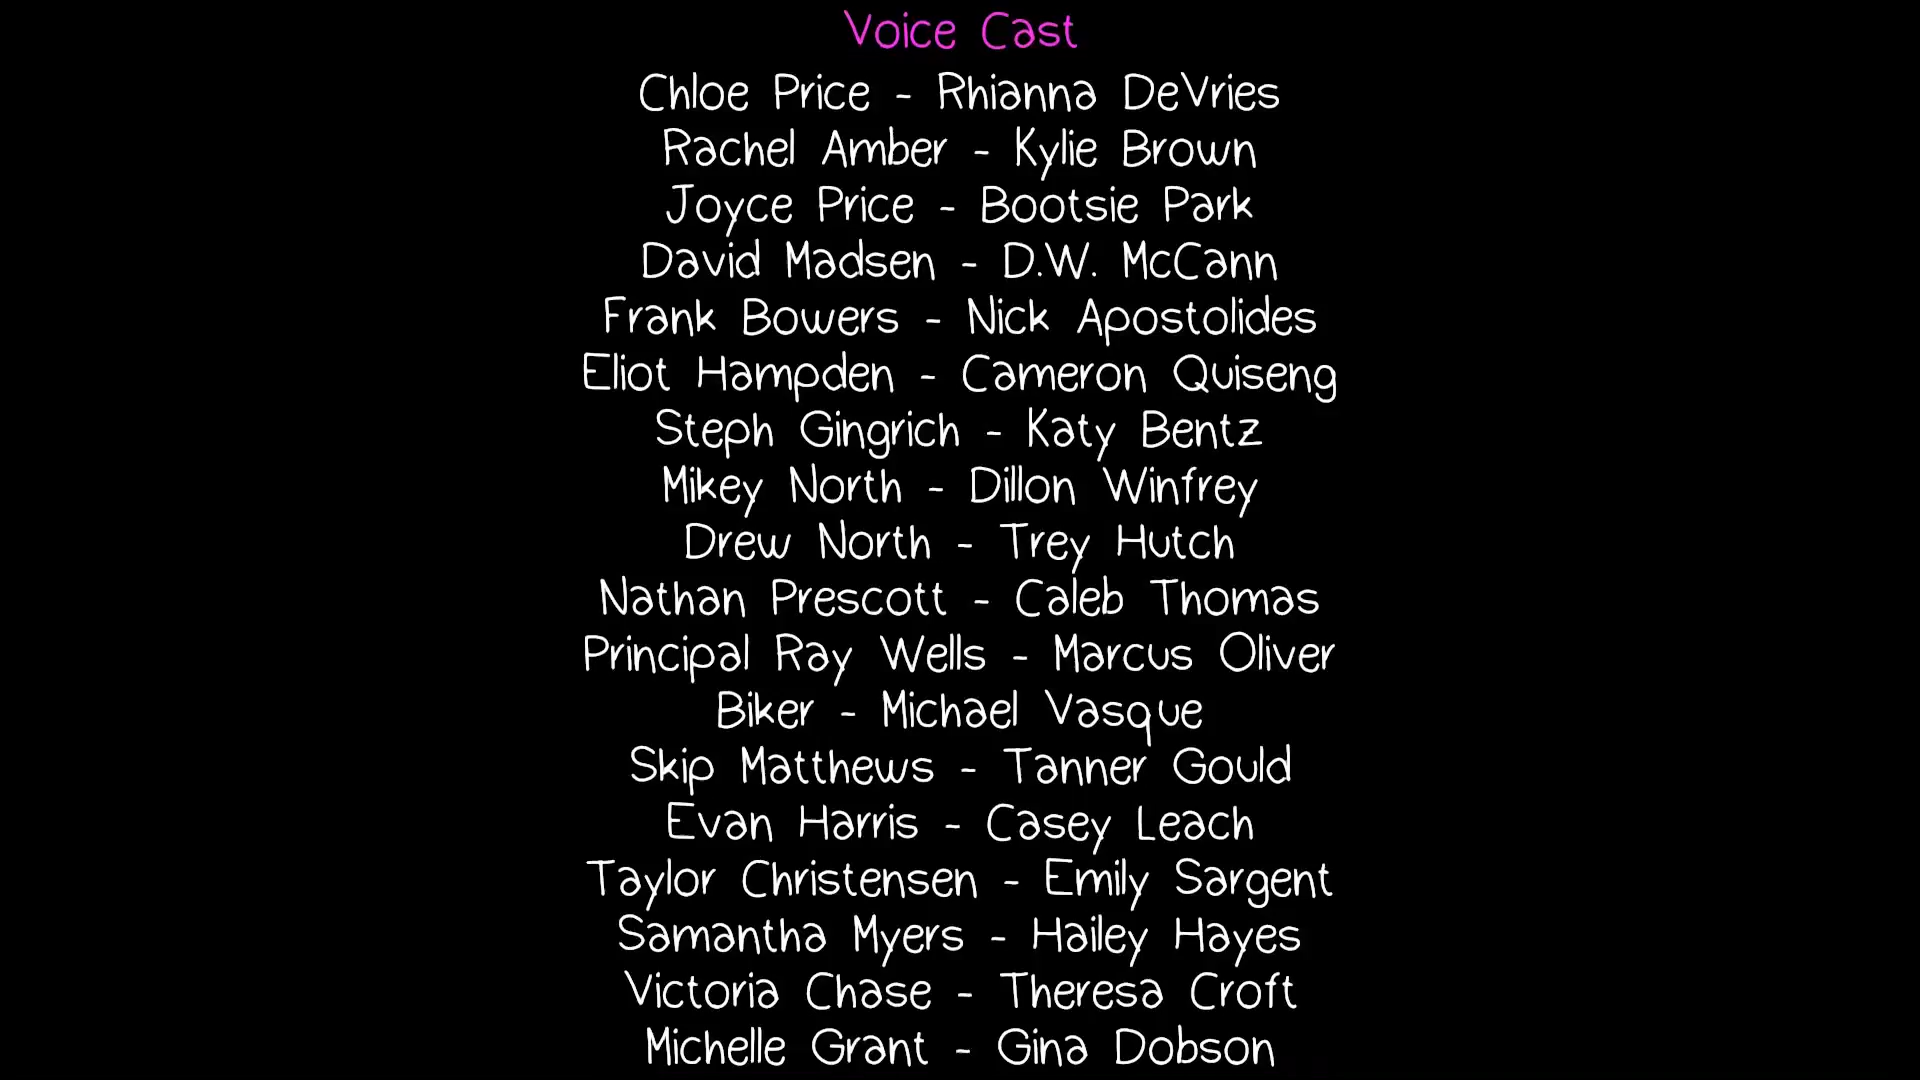 Voice Cast
Chloe Price - Rhianna DeVries
Rachel Amber - Kylie Brown
Joyce Price - Bootsie Park
David Madsen - D.W. McCann
Frank Bowers - Nick Apostolides
Eliot Hampden - Cameron Quiseng
Steph Gingrich - Katy Bentz
Mikey North - Dillon Winfrey
Drew North - Trey Hutch
Nathan Prescott - Caleb Thomas
Principal Ray Wells - Marcus Oliver
Biker - Michael Vasque
Skip Matthews - Tanner Gould
Evan Harris - Casey Leach
Taylor Christensen - Emily Sargent
Samantha Myers - Hailey Hayes
Victoria Chase - Theresa Croft
Michelle Grant - Gina Dobson